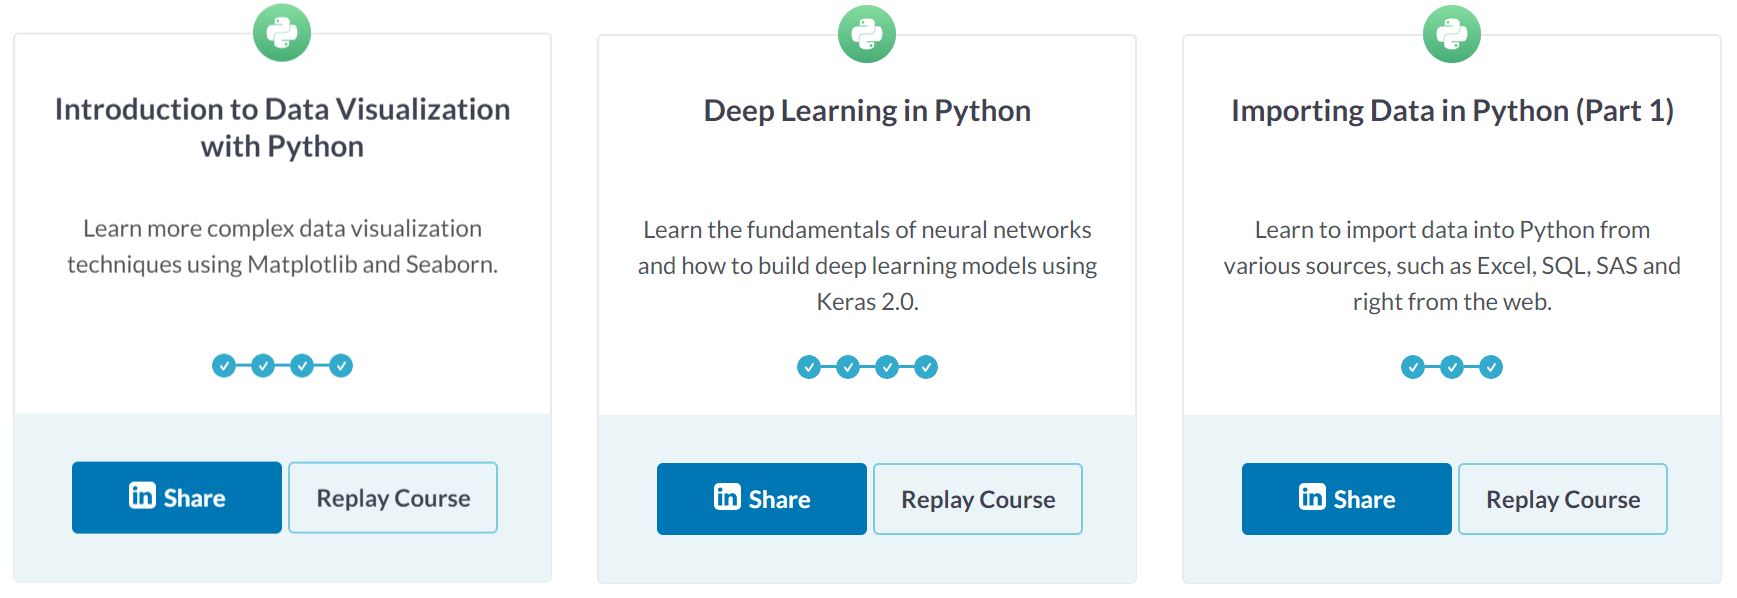 Introduction to Data Visualization
with Python
Learn more complex data visualization
techniques using Matplotlib and Seaborn.
in Share
Replay Course
Deep Learning in Python
Learn the fundamentals of neural networks
and how to build deep learning models using
Keras 2.0.
in Share
Replay Course
Importing Data in Python (Part 1)
Learn to import data into Python from
various sources, such as Excel, SQL, SAS and
right from the web.
in Share
Replay Course